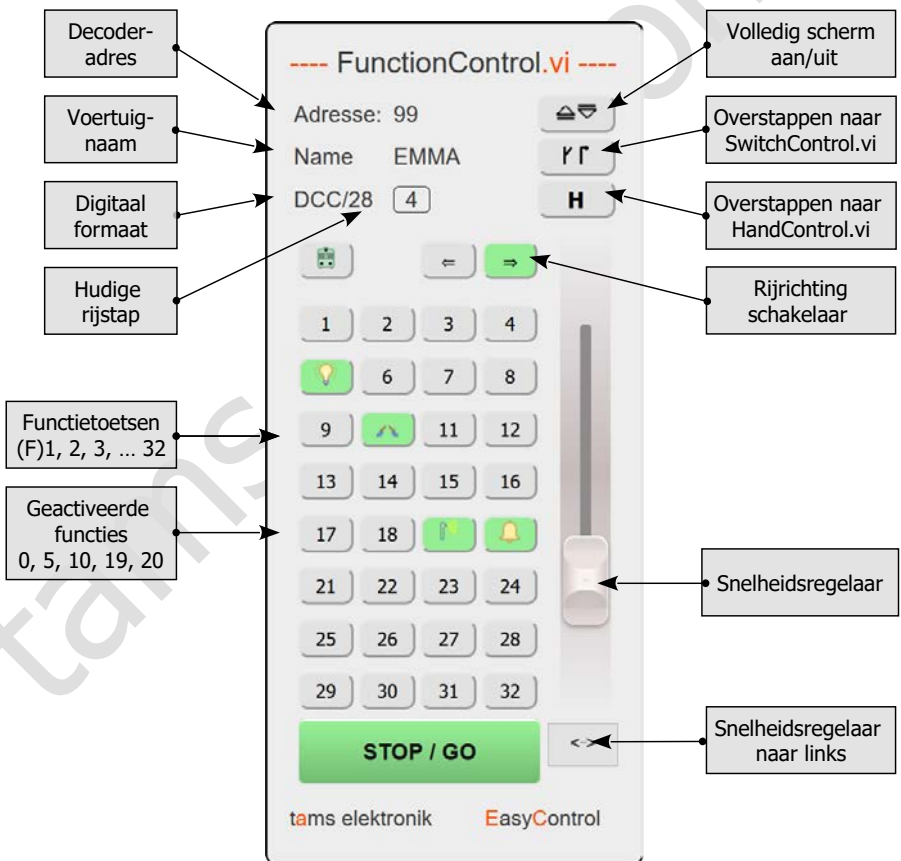 Decoder-
adres
Voertuig-
naam
Digitaal
formaat
Hudige
rijstap
Functietoetsen
(F)1, 2, 3, ... 32
Geactiveerde
functies
0, 5, 10, 19, 20
---- FunctionControl.vi ----
Adresse: 99
Name EMMA
DCC/28 4
H
⇐ ⇒
1 2 3 4
6 7 8
9 11 12
13 14 15 16
17 18
21 22 23 24
25 26 27 28
29 30 31 32
STOP / GO
<->
tams elektronik EasyControl
Volledig scherm
aan/uit
Overstappen naar
SwitchControl.vi
Overstappen naar
HandControl.vi
Rijrichting
schakelaar
Snelheidsregelaar
Snelheidsregelaar
naar links
tams